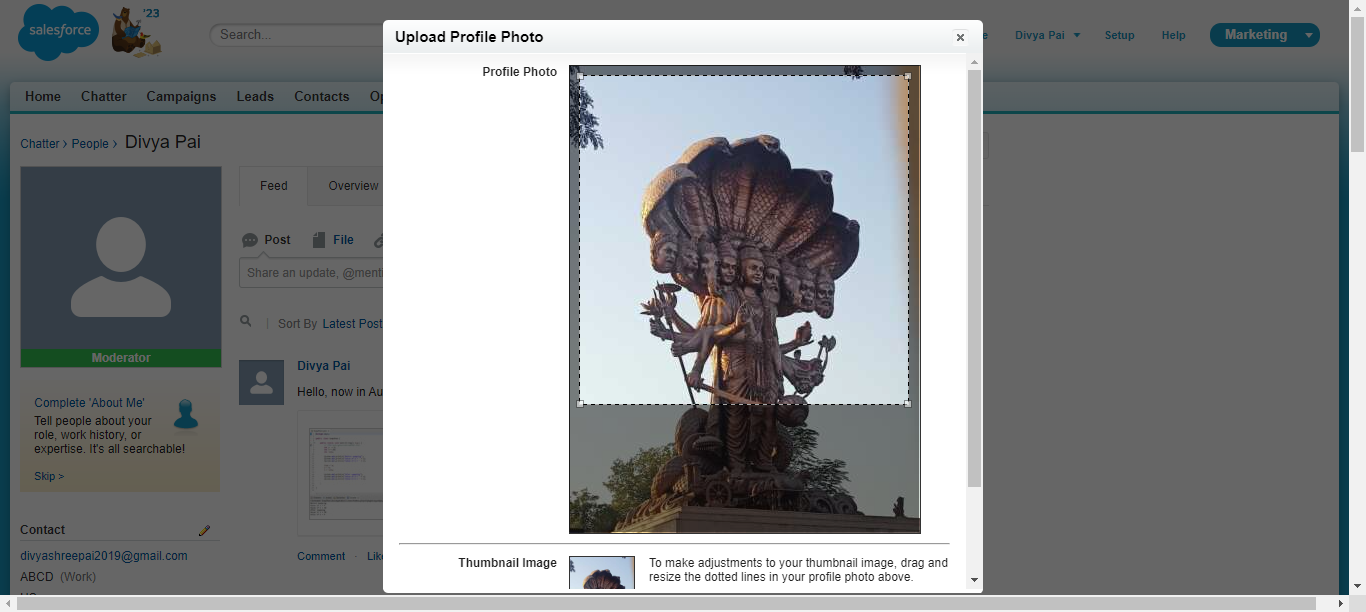 salesforce
'23
Search...
Divya Pai
Setup
Help
Marketing
Home
Chatter
Campaigns
Leads
Contacts
Upload Profile Photo
Profile Photo
Chatter › People › Divya Pai
Feed
Overview
Moderator
Post
File
Share an update, @menti
Sort By Latest Post
Divya Pai
Hello, now in Au
Complete 'About Me'
Tell people about your
role, work history, or
expertise. It's all searchable!
Skip >
Contact
divyashreepai2019@gmail.com
ABCD (Work)
Comment · Like
Thumbnail Image
To make adjustments to your thumbnail image, drag and
resize the dotted lines in your profile photo above.